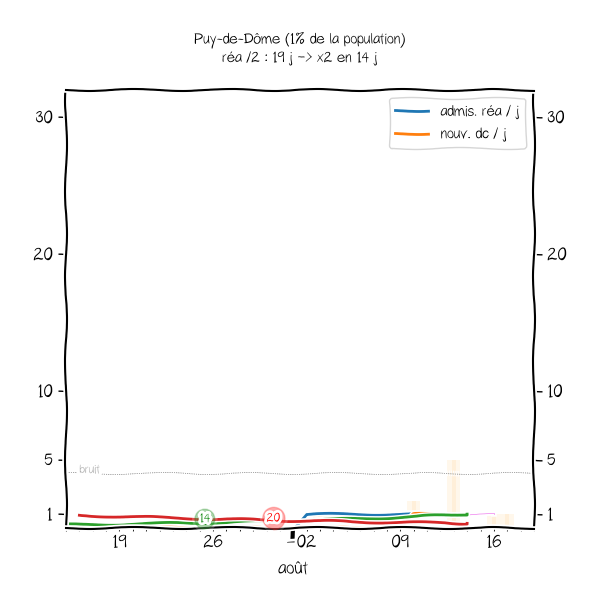 Puy-de-Dôme (1% de la population)
réa /2 : 19 j -> x2 en 14 j
admis. réa / j
nouv. dc / j
30
30
20
20
10
10
5
5
bruit
1
1
14
20
19
26
02
09
16
août